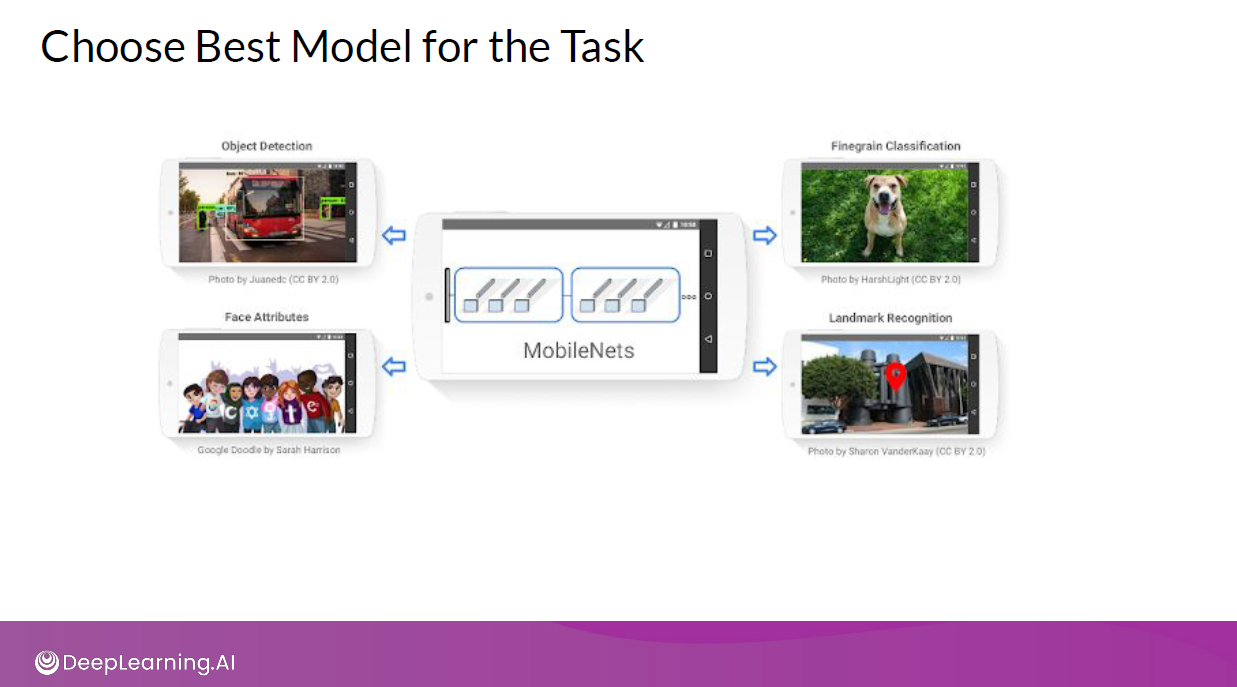 Choose Best Model for the Task
Object Detection
Finegrain Classification
Photo by Juanedc (CC BY 2.0)
Photo by HarshLight (CC BY 2.0)
MobileNets
Face Attributes
Landmark Recognition
Google Doodle by Sarah Harrison
Photo by Sharon VanderKaay (CC BY 2.0)
DeepLearning.AI